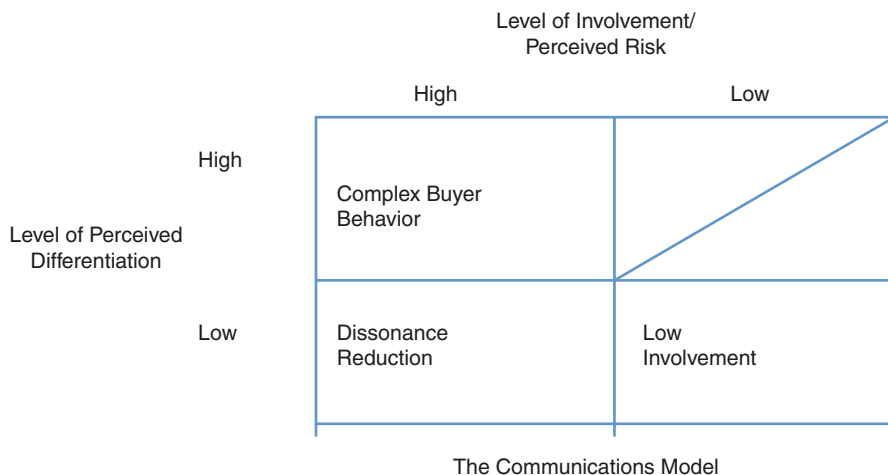 Level of Involvement/
Perceived Risk
High
Low
High
Complex Buyer
Behavior
Level of Perceived
Differentiation
Low
Dissonance
Reduction
Low
Involvement
The Communications Model